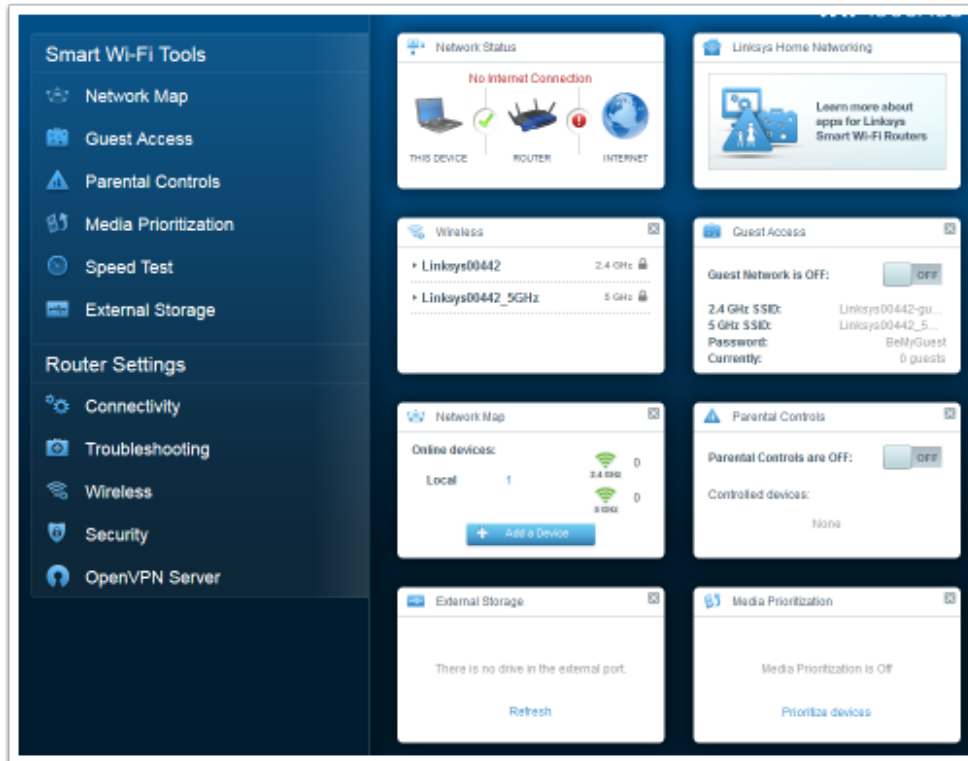 Smart Wi-Fi Tools
Network Map
Guest Access
Parental Controls
Media Prioritization
Speed Test
External Storage
Router Settings
Connectivity
Troubleshooting
Wireless
Security
OpenVPN Server
Network Status
No Internet Connection
THIS DEVICE ROUTER INTERNET
Linksys Home Networking
Learn more about
apps for Linksys
Smart Wi-Fi Routers
Wireless
Linksys00442 2.4 GHz
Linksys00442_5GHz 5 GHz
Guest Access
Guest Network is OFF: OFF
2.4 GHz SSID: Linksys00442-gu...
5 GHz SSID: Linksys00442_5...
Password: BeMyGuest
Currently: 0 guests
Network Map
Online devices:
Local 1
0
2.4 GHz
0
5 GHz
+ Add a Device
Parental Controls
Parental Controls are OFF: OFF
Controlled devices:
None
External Storage
There is no drive in the external port.
Refresh
Media Prioritization
Media Prioritization is Off
Prioritize devices